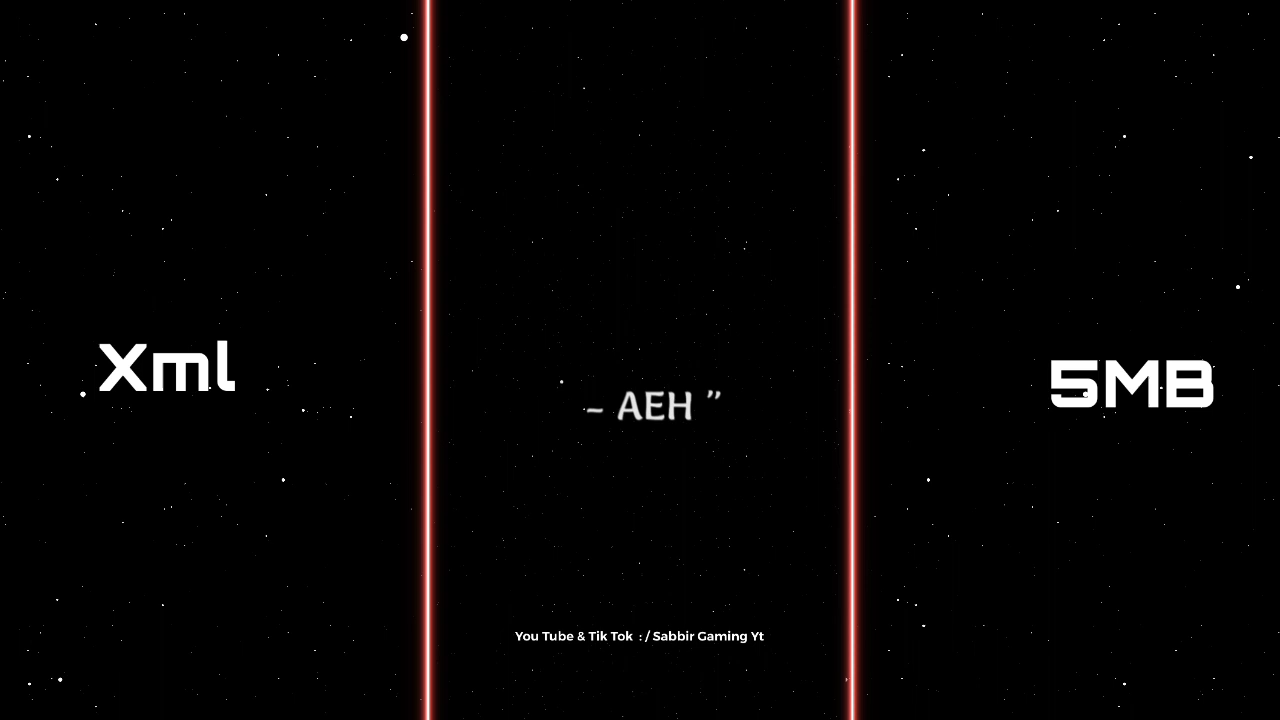 Xml
5MB
~ AEH ”
You Tube & Tik Tok : / Sabbir Gaming Yt